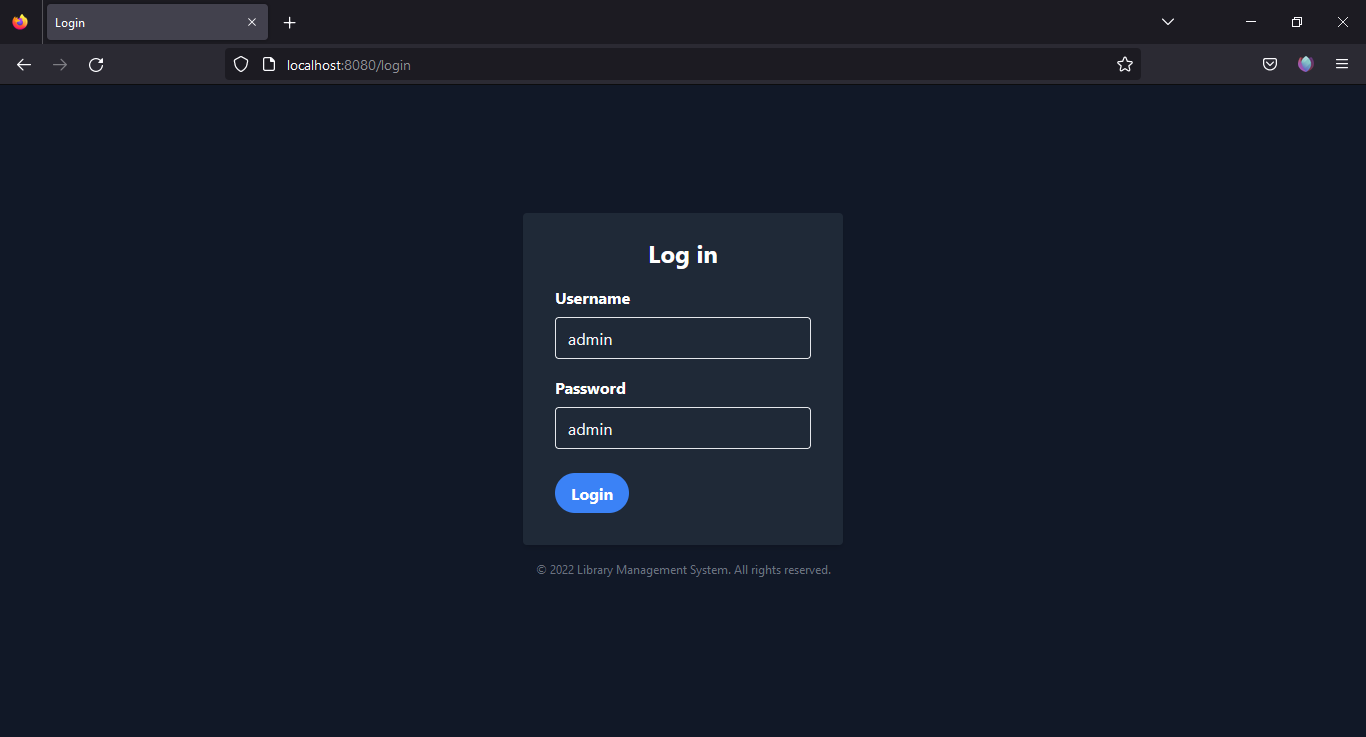 Login
localhost:8080/login
Log in
Username
admin
Password
admin
Login
© 2022 Library Management System. All rights reserved.